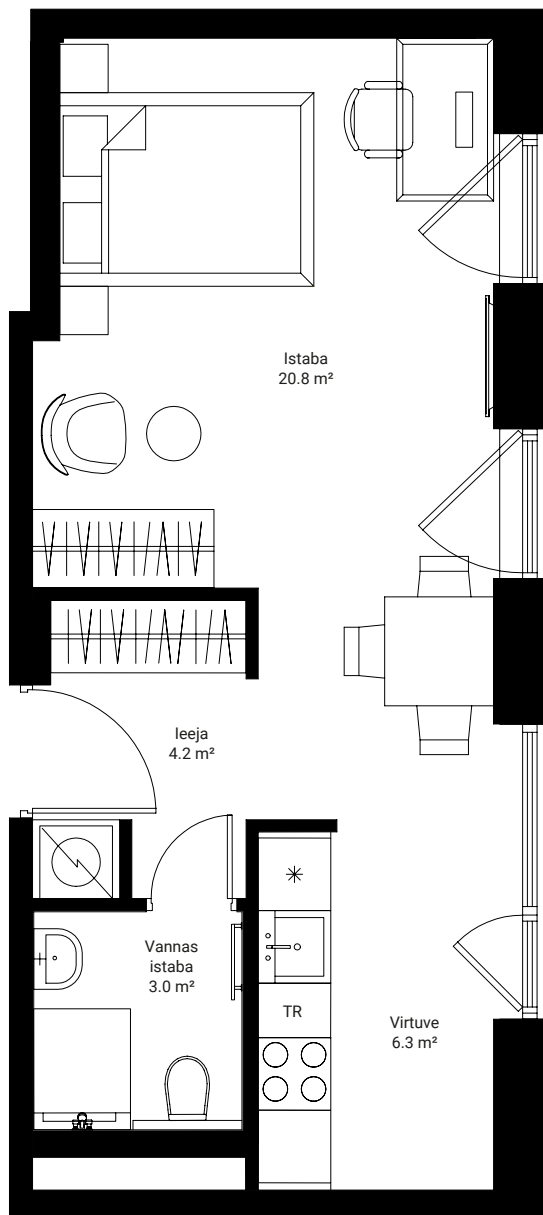 Istaba
20.8 m²
Ieeja
4.2 m²
Vannas
istaba
3.0 m²
TR
Virtuve
6.3 m²